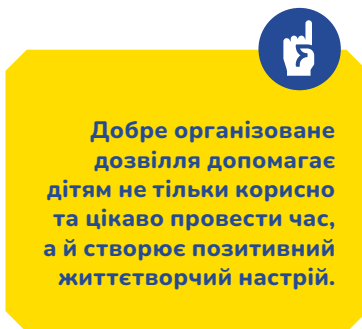 Добре організоване
дозвілля допомагає
дітям не тільки корисно
та цікаво провести час,
а й створює позитивний
життєтворчий настрій.